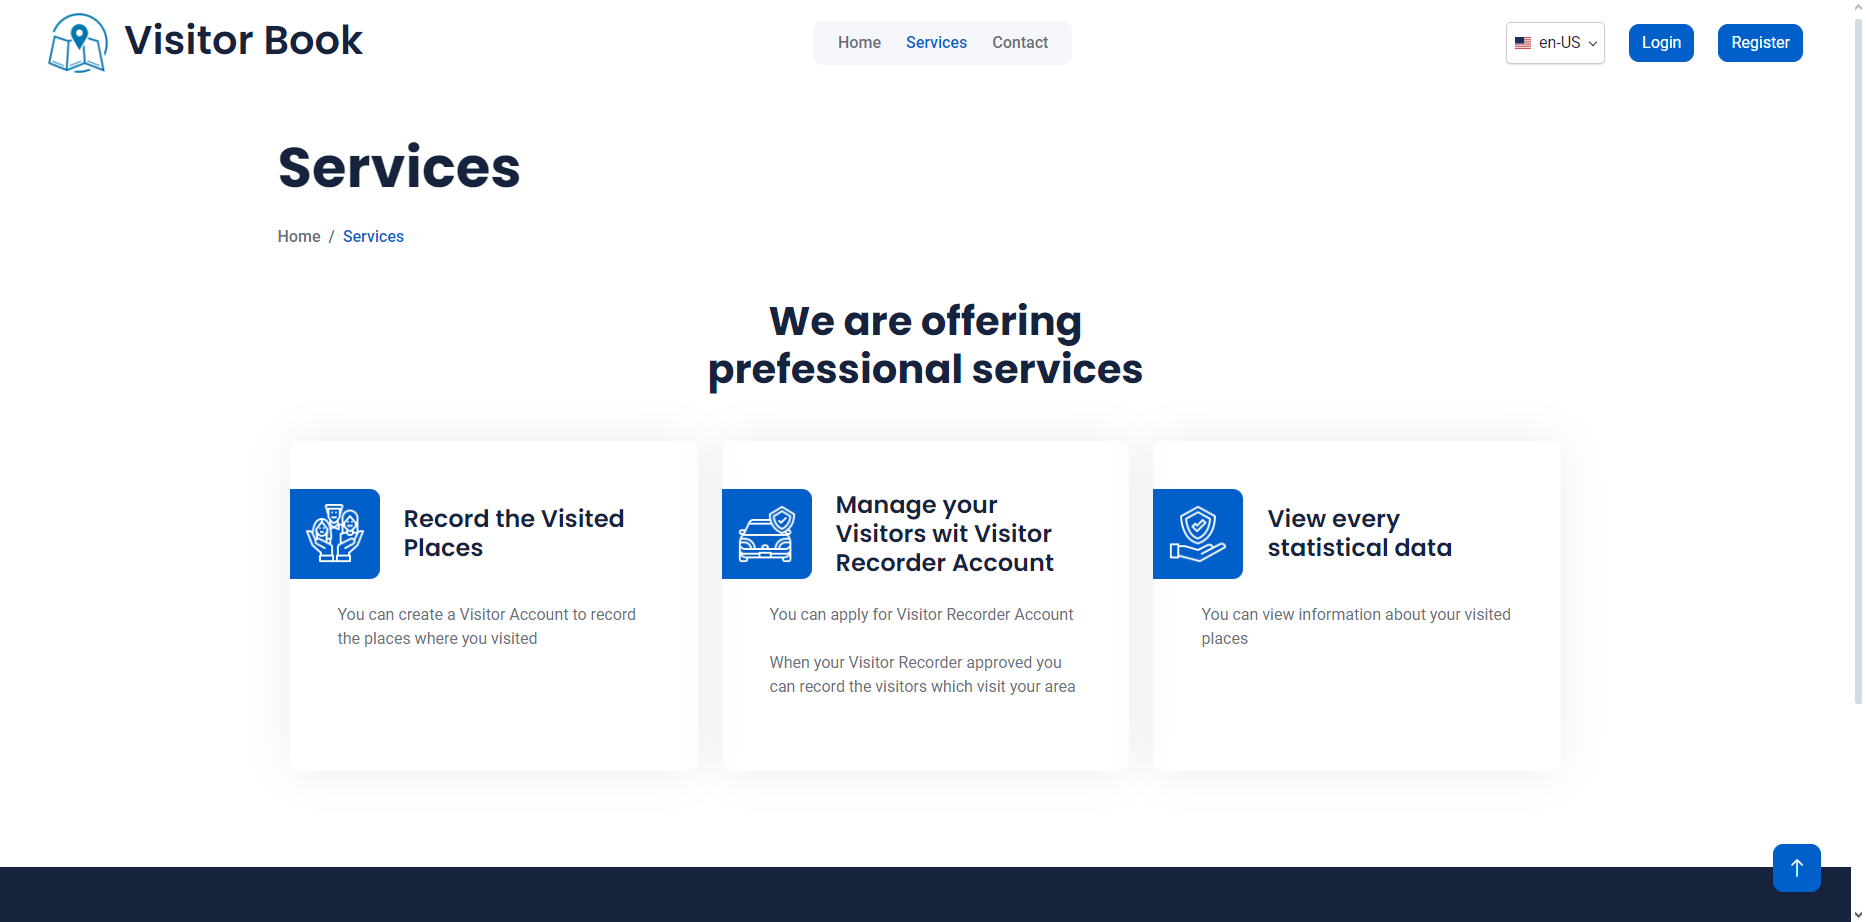 Visitor Book
Home Services Contact
en-US
Login
Register
Services
Home / Services
We are offering
prefessional services
Record the Visited
Places
You can create a Visitor Account to record
the places where you visited
Manage your
Visitors wit Visitor
Recorder Account
You can apply for Visitor Recorder Account
When your Visitor Recorder approved you
can record the visitors which visit your area
View every
statistical data
You can view information about your visited
places